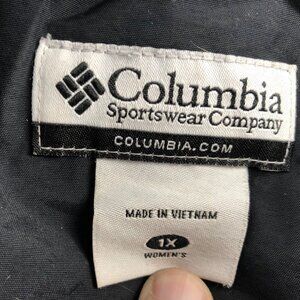 Columbia
Sportswear Company
COLUMBIA.COM
MADE IN VIETNAM
1X
WOMEN'S